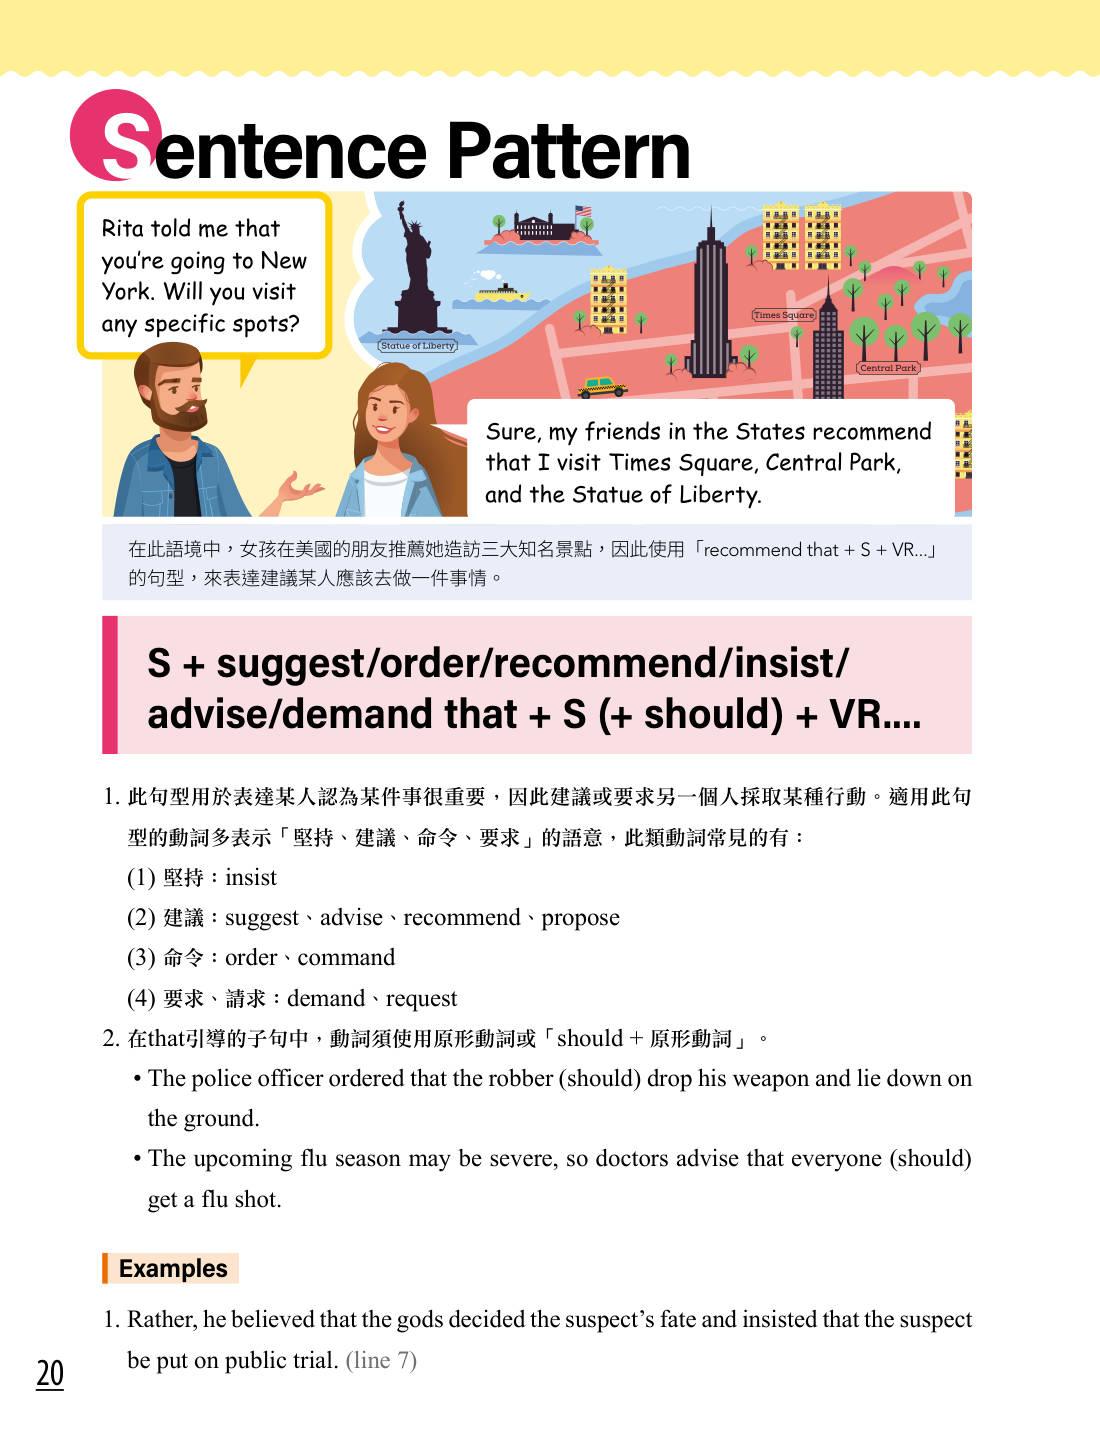 Sentence Pattern
Rita told me that
you're going to New
York. Will you visit
any specific spots?
Statue of Liberty
Times Square
Central Park
Sure, my friends in the States recommend
that I visit Times Square, Central Park,
and the Statue of Liberty.
在此語境中，女孩在美國的朋友推薦她造訪三大知名景點，因此使用「recommend that + S + VR...」
的句型，來表達建議某人應該去做一件事情。
S + suggest/order/recommend/insist/
advise/demand that + S (+ should) + VR....
1. 此句型用於表達某人認為某件事很重要，因此建議或要求另一個人採取某種行動。適用此句
型的動詞多表示「堅持、建議、命令、要求」的語意，此類動詞常見的有：
(1) 堅持：insist
(2) 建議：suggest、advise、recommend、propose
(3) 命令：order、command
(4) 要求、請求：demand、request
2. 在that引導的子句中，動詞須使用原形動詞或「should + 原形動詞」。
• The police officer ordered that the robber (should) drop his weapon and lie down on
the ground.
• The upcoming flu season may be severe, so doctors advise that everyone (should)
get a flu shot.
Examples
1. Rather, he believed that the gods decided the suspect's fate and insisted that the suspect
be put on public trial. (line 7)
20